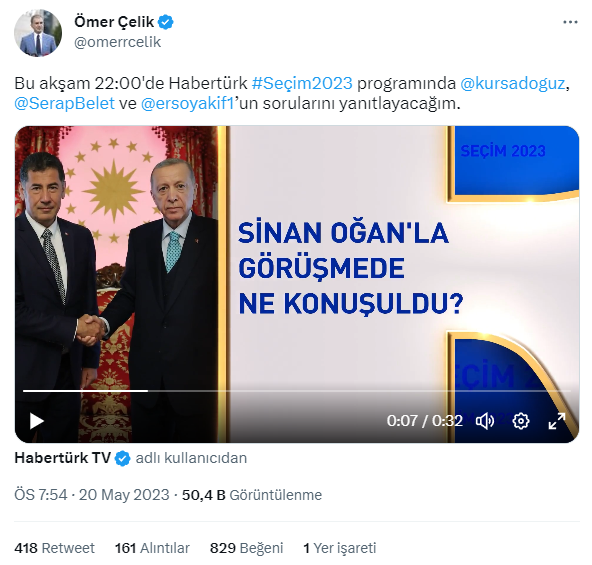 Ömer Çelik
@omerrcelik
Bu akşam 22:00'de Habertürk #Seçim2023 programında @kursadoguz,
@SerapBelet ve @ersoyakif1’un sorularını yanıtlayacağım.
SEÇİM 2023
SİNAN OĞAN'LA
GÖRÜŞMEDE
NE KONUŞULDU?
0:07 / 0:32
Habertürk TV adlı kullanıcıdan
ÖS 7:54 · 20 May 2023 · 50,4 B Görüntülenme
418 Retweet 161 Alıntılar 829 Beğeni 1 Yer işareti